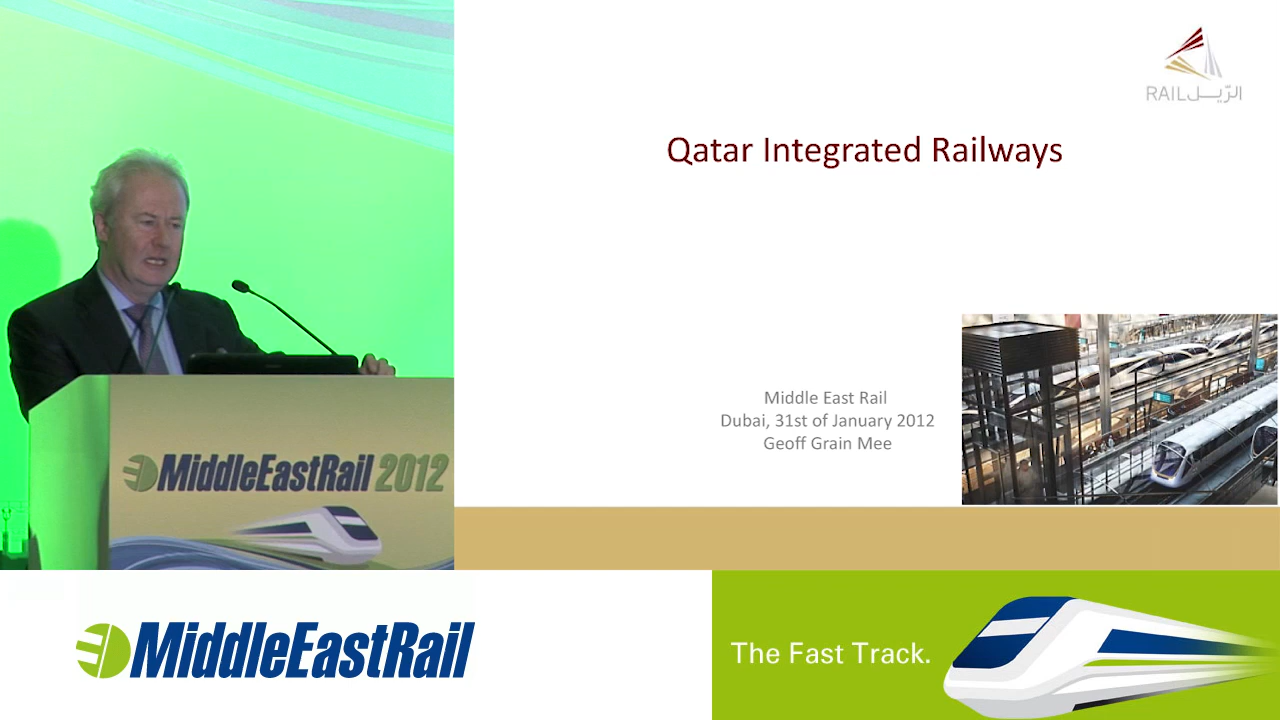 RAIL الريل
Qatar Integrated Railways
Middle East Rail
Dubai, 31st of January 2012
Geoff Grain Mee
MiddleEastRail 2012
MiddleEastRail
The Fast Track.